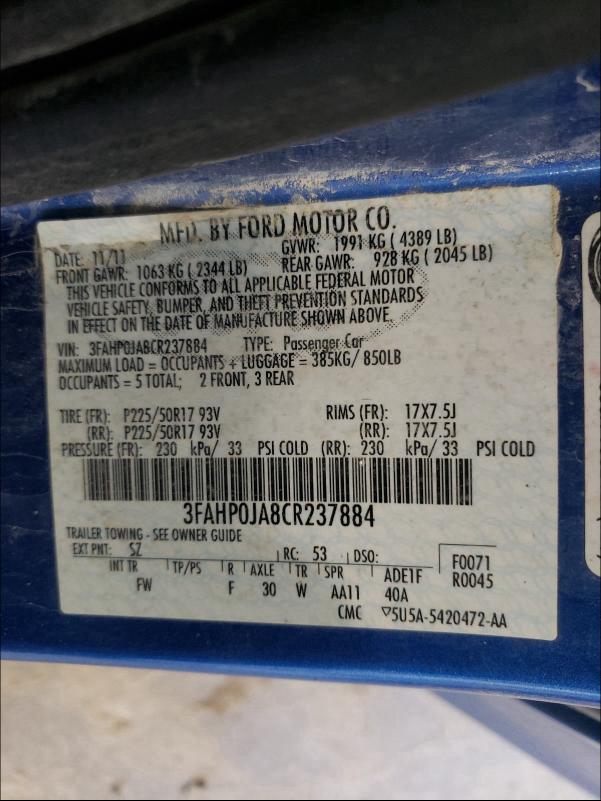 MFD. BY FORD MOTOR CO.
DATE: 11/11 GVWR: 1991 KG ( 4389 LB)
FRONT GAWR: 1063 KG ( 2344 LB) REAR GAWR: 928 KG ( 2045 LB)
THIS VEHICLE CONFORMS TO ALL APPLICABLE FEDERAL MOTOR
VEHICLE SAFETY, BUMPER, AND THEFT PREVENTION STANDARDS
IN EFFECT ON THE DATE OF MANUFACTURE SHOWN ABOVE.
VIN: 3FAHP0JA8CR237884 TYPE: Passenger Car
MAXIMUM LOAD = OCCUPANTS + LUGGAGE = 385KG/ 850LB
OCCUPANTS = 5 TOTAL; 2 FRONT, 3 REAR
TIRE (FR): P225/50R17 93V RIMS (FR): 17X7.5J
(RR): P225/50R17 93V (RR): 17X7.5J
PRESSURE (FR): 230 kPa/ 33 PSI COLD (RR): 230 kPa/ 33 PSI COLD
3FAHP0JA8CR237884
TRAILER TOWING - SEE OWNER GUIDE
EXT PNT: SZ RC: 53 DSO: F0071
INT TR TP/PS R AXLE TR SPR ADE1F R0045
FW F 30 W AA11 40A
CMC ▽5U5A-5420472-AA